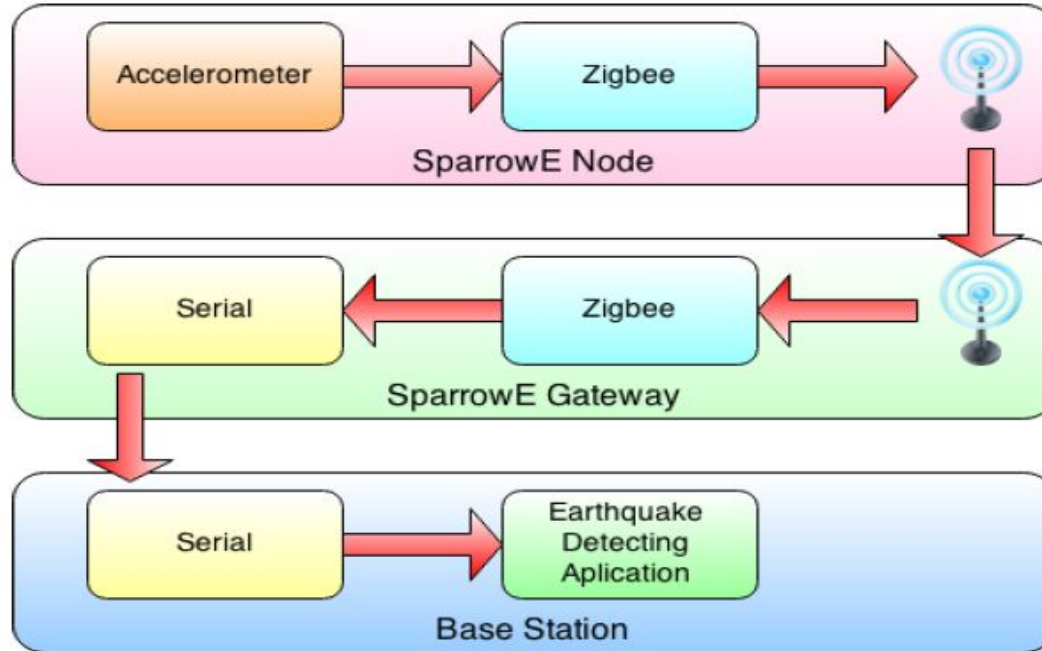 Accelerometer
Zigbee
SparrowE Node
Serial
Zigbee
SparrowE Gateway
Serial
Earthquake
Detecting
Aplication
Base Station